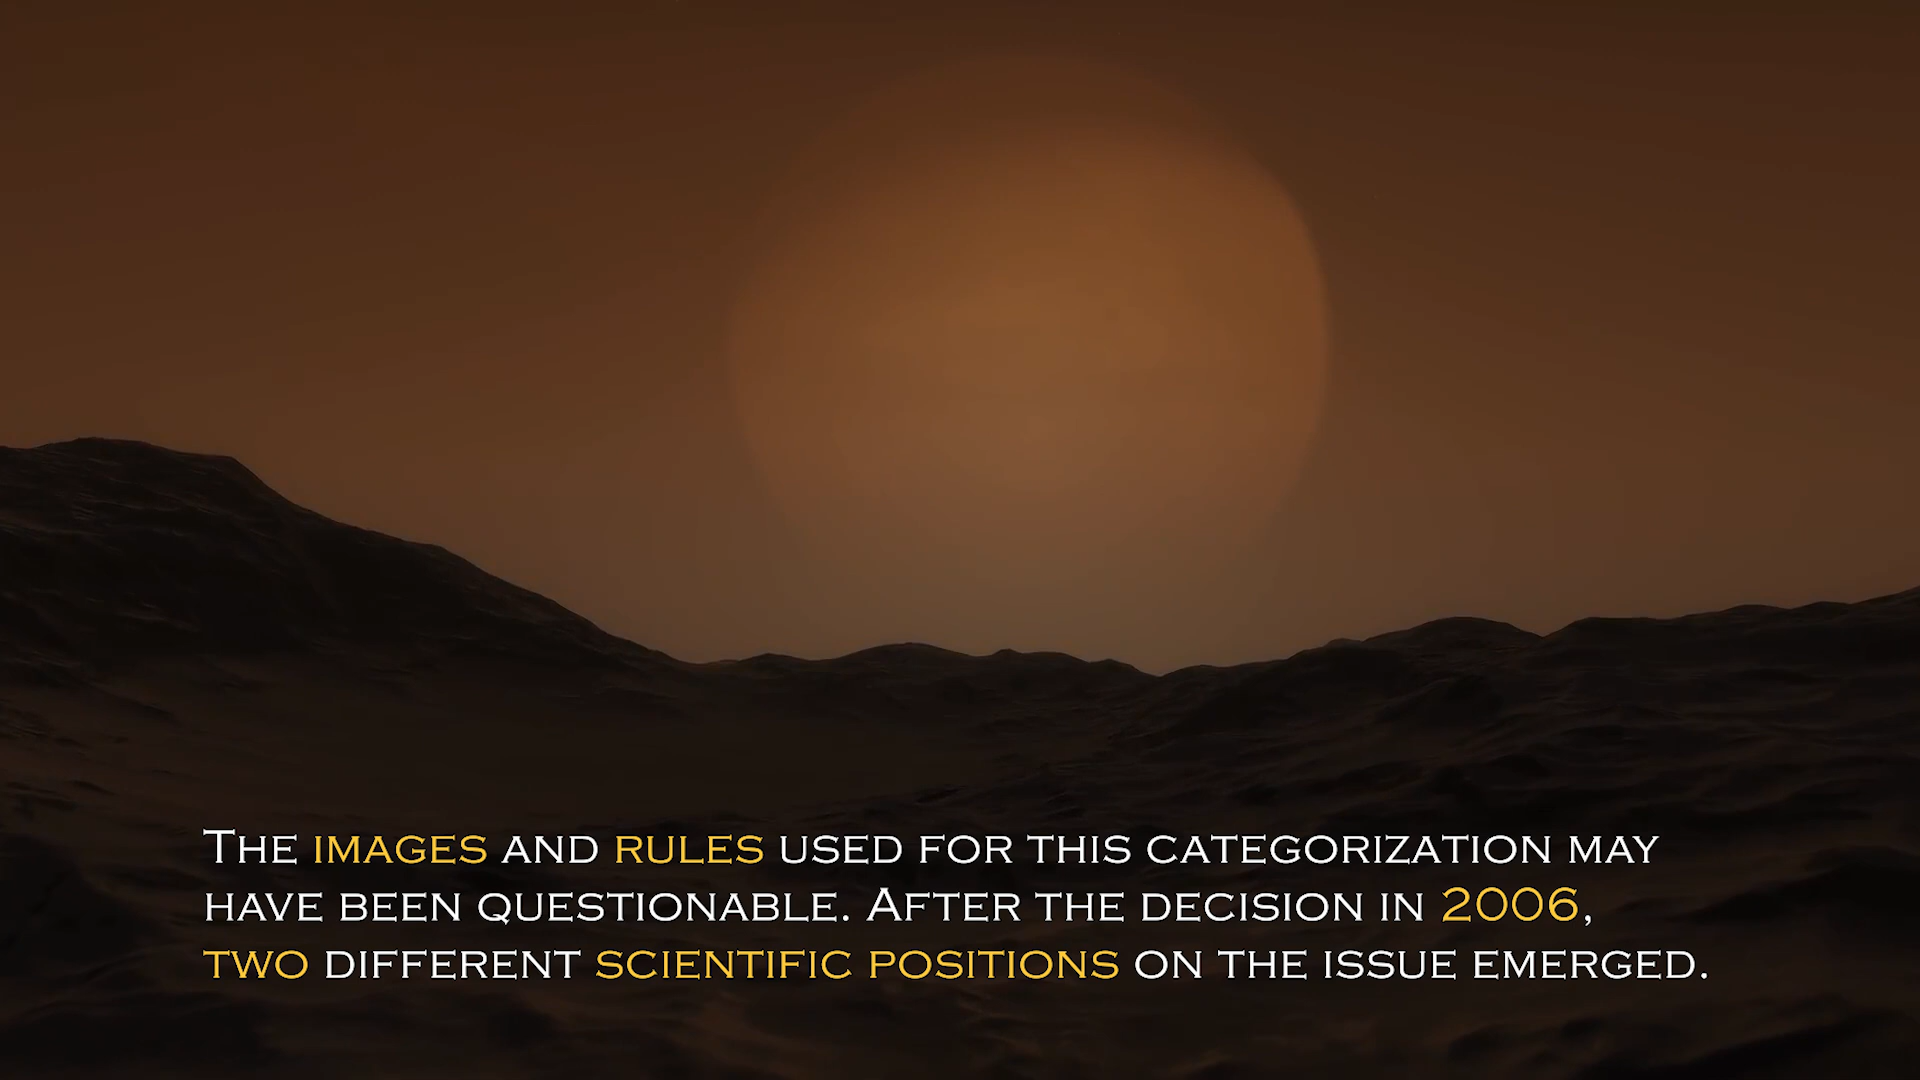 The images and rules used for this categorization may
have been questionable. After the decision in 2006,
two different scientific positions on the issue emerged.